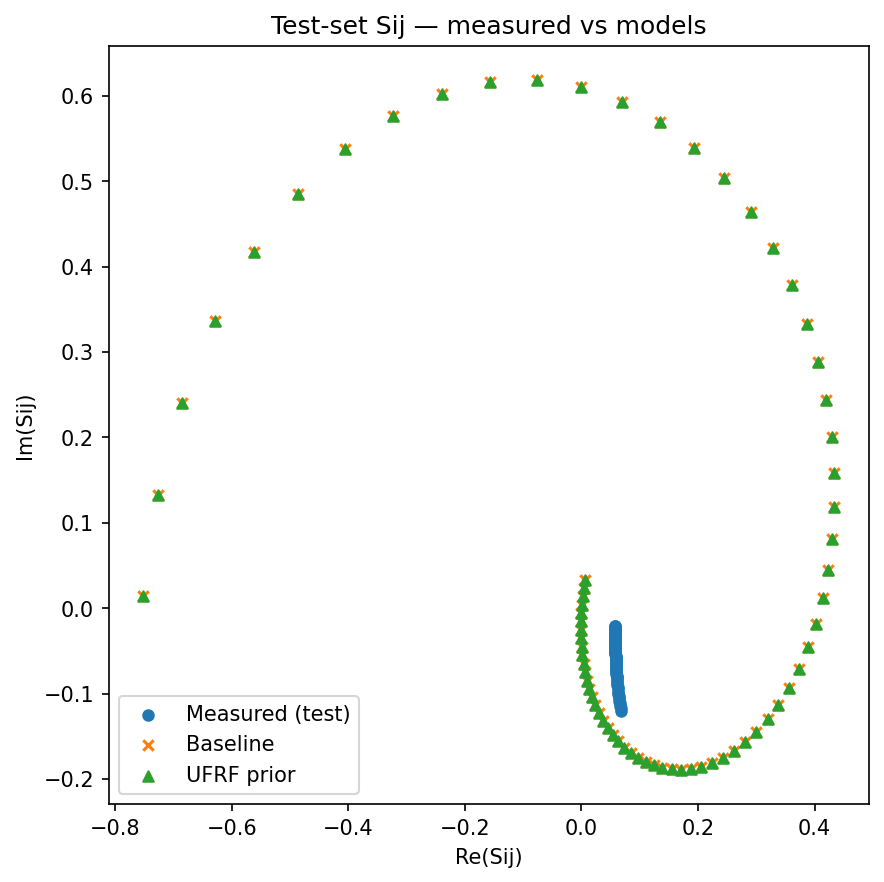 Test-set Sij — measured vs models
Im(Sij)
0.6
0.5
0.4
0.3
0.2
0.1
0.0
−0.1
−0.2
Measured (test)
Baseline
UFRF prior
−0.8
−0.6
−0.4
−0.2
0.0
0.2
0.4
Re(Sij)